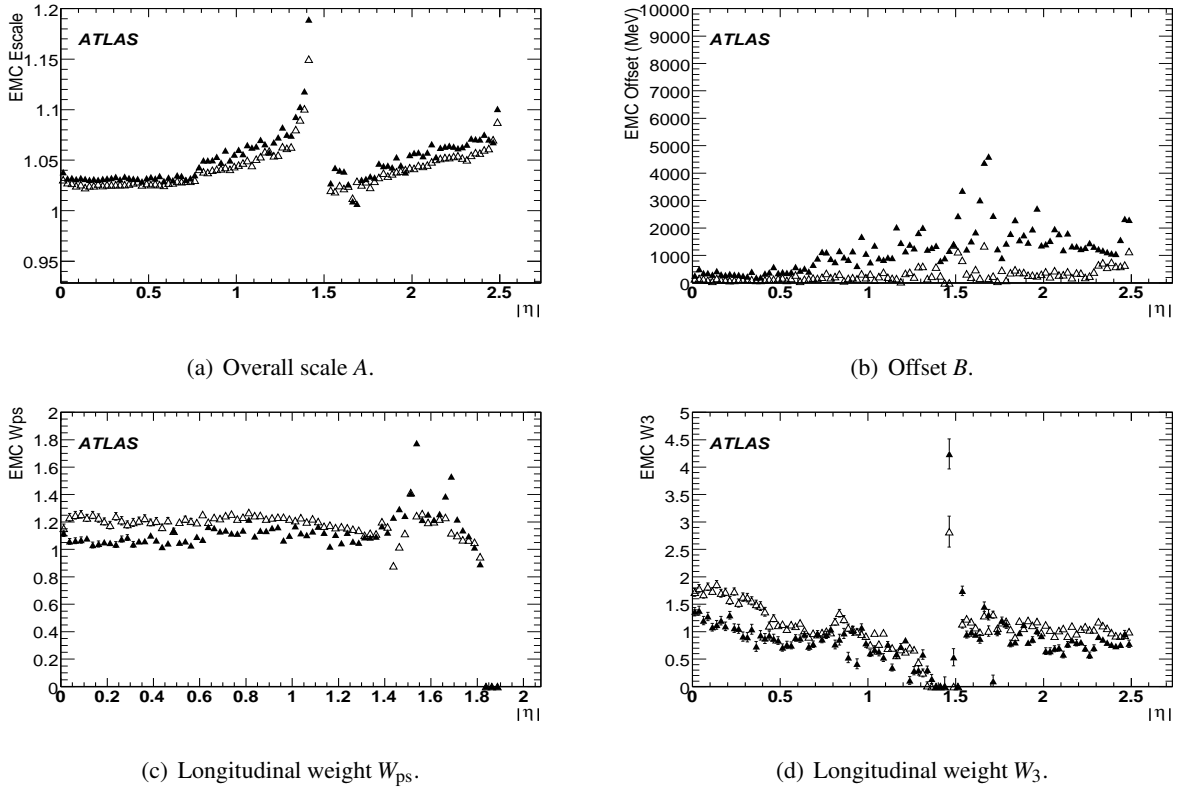 EMC Escale
1.2
1.15
1.1
1.05
1
0.95
ATLAS
0 0.5 1 1.5 2 2.5
|η|
(a) Overall scale A.
EMC Offset (MeV)
10000
9000
8000
7000
6000
5000
4000
3000
2000
1000
0
ATLAS
0 0.5 1 1.5 2 2.5
|η|
(b) Offset B.
EMC Wps
2
1.8
1.6
1.4
1.2
1
0.8
0.6
0.4
0.2
0
ATLAS
0 0.2 0.4 0.6 0.8 1 1.2 1.4 1.6 1.8 2
|η|
(c) Longitudinal weight Wps.
EMC W3
5
4.5
4
3.5
3
2.5
2
1.5
1
0.5
0
ATLAS
0 0.5 1 1.5 2 2.5
|η|
(d) Longitudinal weight W3.